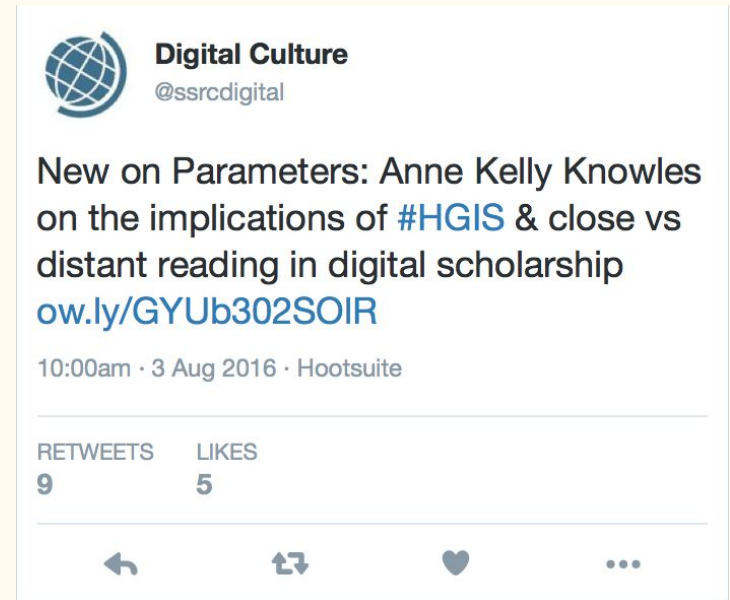 Digital Culture
@ssrcdigital
New on Parameters: Anne Kelly Knowles
on the implications of #HGIS & close vs
distant reading in digital scholarship
ow.ly/GYUb302SOIR
10:00am · 3 Aug 2016 · Hootsuite
RETWEETS LIKES
9 5